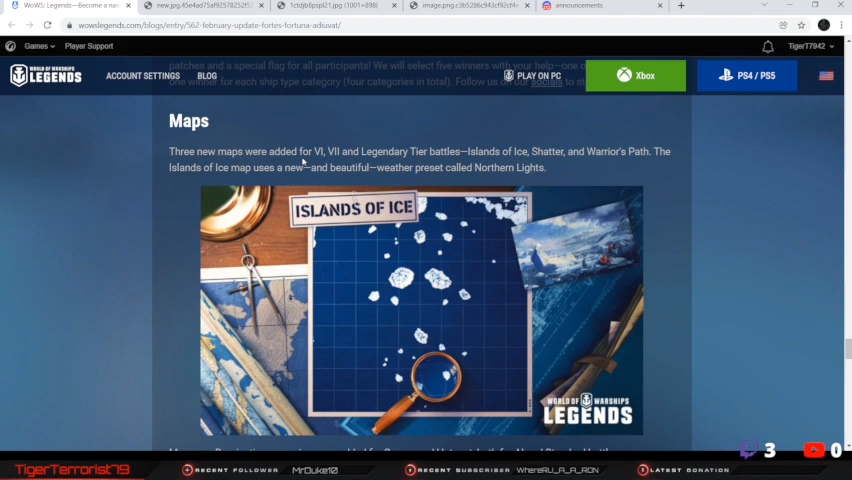 WoWS: Legends—Become a nav
new.jpg.45e4ad75af92578252f5
1ctdjb8pspl21.jpg (1001×898)
image.png.c3b5286c943cf92cf4c
announcements
wowslegends.com/blogs/entry/562-february-update-fortes-fortuna-adiuvat/
Games
Player Support
TigerT7942
WORLD OF WARSHIPS
LEGENDS
ACCOUNT SETTINGS
BLOG
PLAY ON PC
Xbox
PS4 / PS5
patches and a special flag for all participants! We will select five winners with your help—one o
one winner for each ship type category (four categories in total). Follow us on our socials to st
Maps
Three new maps were added for VI, VII and Legendary Tier battles—Islands of Ice, Shatter, and Warrior's Path. The
Islands of Ice map uses a new—and beautiful—weather preset called Northern Lights.
ISLANDS OF ICE
WORLD OF WARSHIPS
LEGENDS
3
0
TigerTerrorist79
RECENT FOLLOWER
MrDuke10
RECENT SUBSCRIBER
WhereRU_A_A_RON
LATEST DONATION